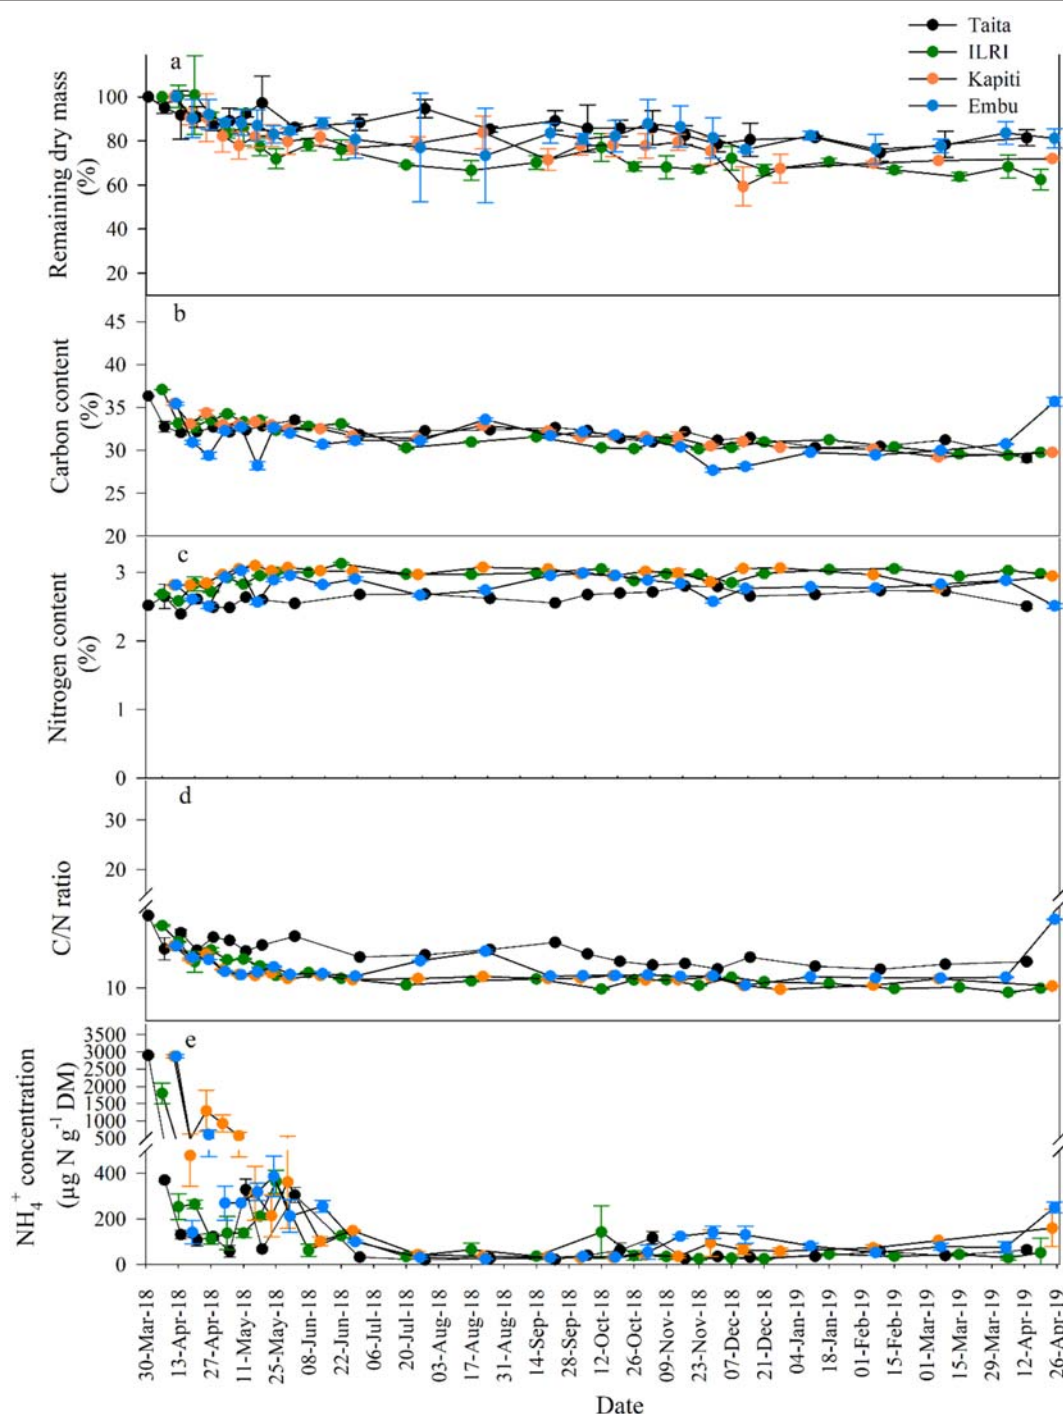 Taita
ILRI
Kapiti
Embu
a
100
80
60
40
20
Remaining dry mass
(%)
b
45
40
35
30
25
20
Carbon content
(%)
c
3
2
1
0
Nitrogen content
(%)
d
30
20
10
C/N ratio
e
3500
3000
2500
2000
1500
1000
500
400
200
0
NH4+ concentration
(µg N g-1 DM)
30-Mar-18
13-Apr-18
27-Apr-18
11-May-18
25-May-18
08-Jun-18
22-Jun-18
06-Jul-18
20-Jul-18
03-Aug-18
17-Aug-18
31-Aug-18
14-Sep-18
28-Sep-18
12-Oct-18
26-Oct-18
09-Nov-18
23-Nov-18
07-Dec-18
21-Dec-18
04-Jan-19
18-Jan-19
01-Feb-19
15-Feb-19
01-Mar-19
15-Mar-19
29-Mar-19
12-Apr-19
26-Apr-19
Date